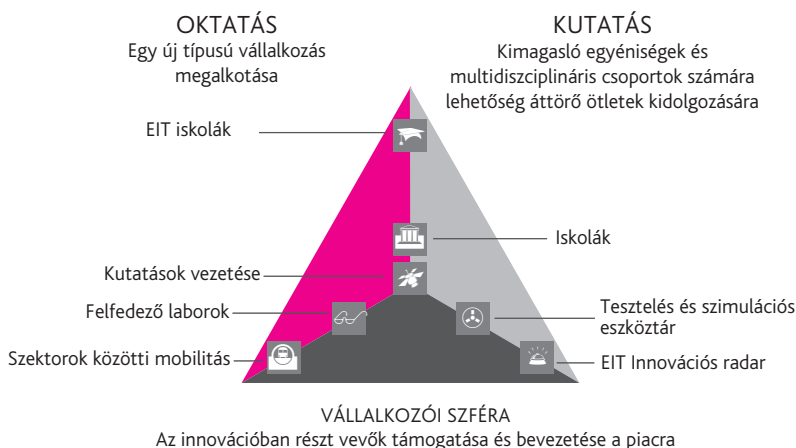 OKTATÁS
Egy új típusú vállalkozás
megalkotása
KUTATÁS
Kimagasló egyéniségek és
multidiszciplináris csoportok számára
lehetőség áttörő ötletek kidolgozására
EIT iskolák
Iskolák
Kutatások vezetése
Felfedező laborok
Tesztelés és szimulációs
eszköztár
Szektorok közötti mobilitás
EIT Innovációs radar
VÁLLALKOZÓI SZFÉRA
Az innovációban részt vevők támogatása és bevezetése a piacra